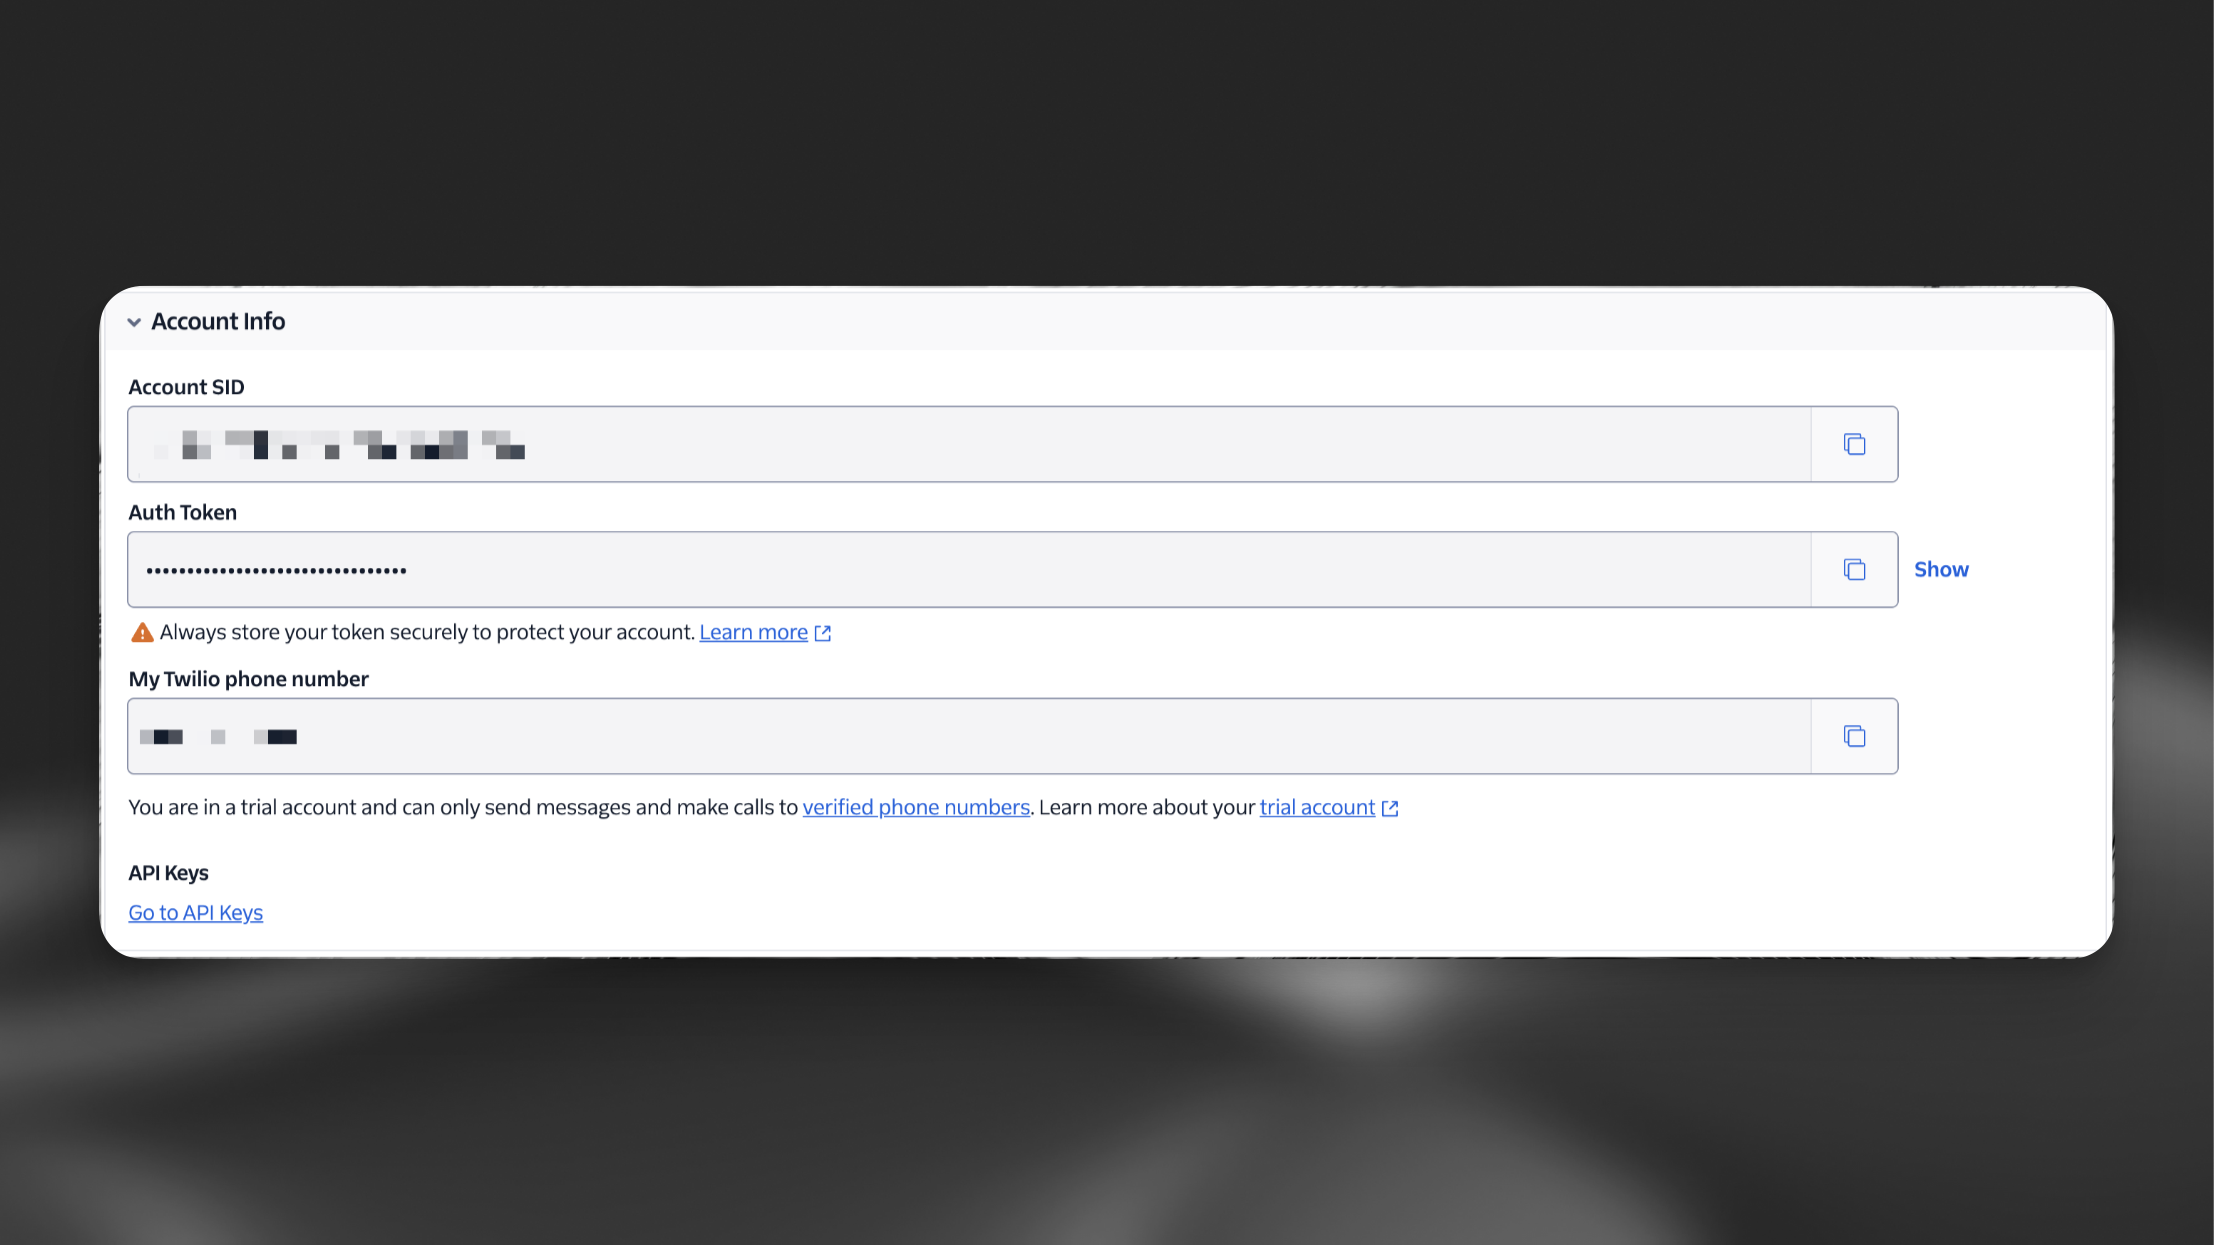 Account Info
Account SID
Auth Token
••••••••••••••••••••••••••••••••
Show
Always store your token securely to protect your account. Learn more
My Twilio phone number
You are in a trial account and can only send messages and make calls to verified phone numbers. Learn more about your trial account
API Keys
Go to API Keys